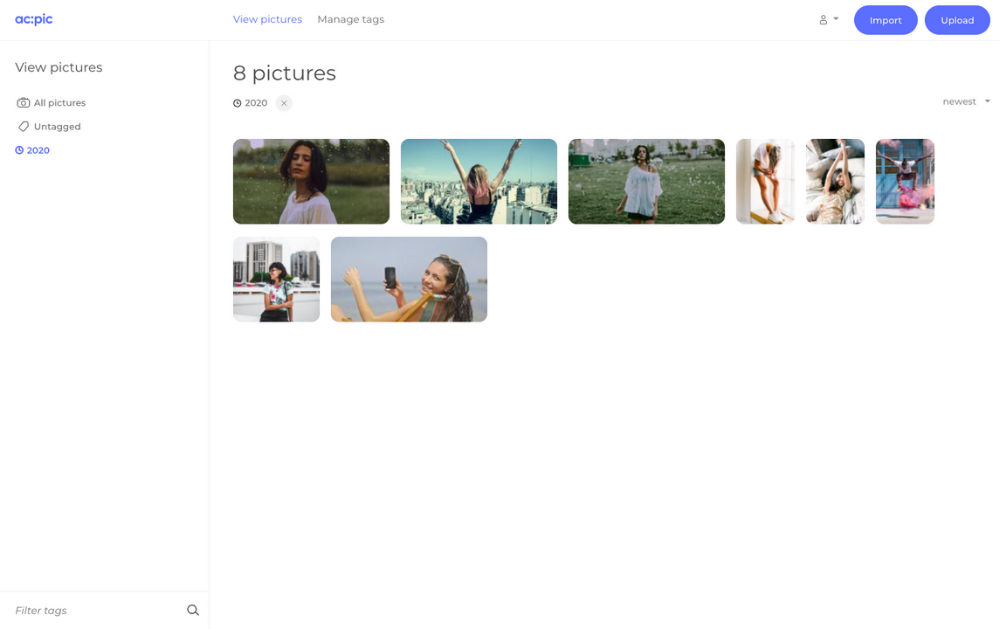 ac:pic
View pictures
Manage tags
Import
Upload
View pictures
All pictures
Untagged
2020
8 pictures
2020
newest
Filter tags